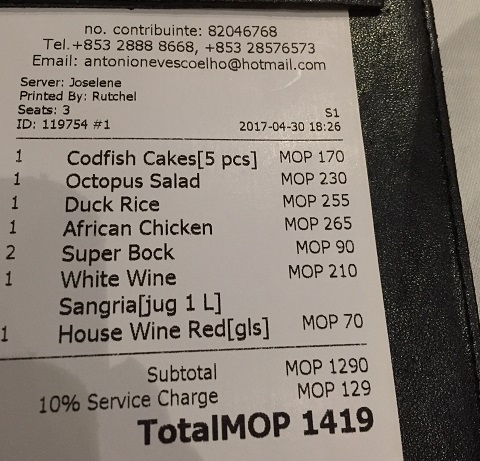 no. contribuinte: 82046768
Tel.+853 2888 8668, +853 28576573
Email: antonionevescoelho@hotmail.com
Server: Joselene
Printed By: Rutchel
Seats: 3 S1
ID: 119754 #1 2017-04-30 18:26
1 Codfish Cakes[5 pcs] MOP 170
1 Octopus Salad MOP 230
1 Duck Rice MOP 255
1 African Chicken MOP 265
2 Super Bock MOP 90
1 White Wine MOP 210
Sangria[jug 1 L]
1 House Wine Red[gls] MOP 70
Subtotal MOP 1290
10% Service Charge MOP 129
TotalMOP 1419